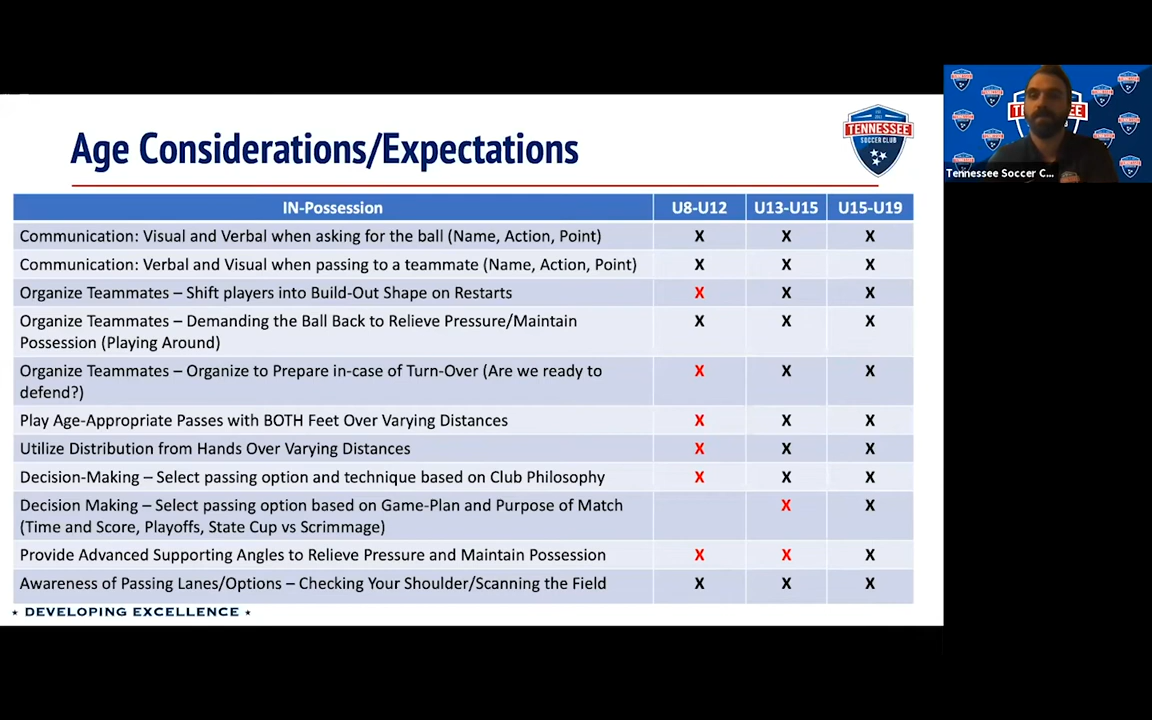 Age Considerations/Expectations
TENNESSEE
SOCCER CLUB
IN-Possession U8-U12 U13-U15 U15-U19
Communication: Visual and Verbal when asking for the ball (Name, Action, Point) X X X
Communication: Verbal and Visual when passing to a teammate (Name, Action, Point) X X X
Organize Teammates – Shift players into Build-Out Shape on Restarts X X X
Organize Teammates – Demanding the Ball Back to Relieve Pressure/Maintain X X X
Possession (Playing Around)
Organize Teammates – Organize to Prepare in-case of Turn-Over (Are we ready to X X X
defend?)
Play Age-Appropriate Passes with BOTH Feet Over Varying Distances X X X
Utilize Distribution from Hands Over Varying Distances X X X
Decision-Making – Select passing option and technique based on Club Philosophy X X X
Decision Making – Select passing option based on Game-Plan and Purpose of Match X X
(Time and Score, Playoffs, State Cup vs Scrimmage)
Provide Advanced Supporting Angles to Relieve Pressure and Maintain Possession X X X
Awareness of Passing Lanes/Options – Checking Your Shoulder/Scanning the Field X X X
★ DEVELOPING EXCELLENCE ★
Tennessee Soccer C...